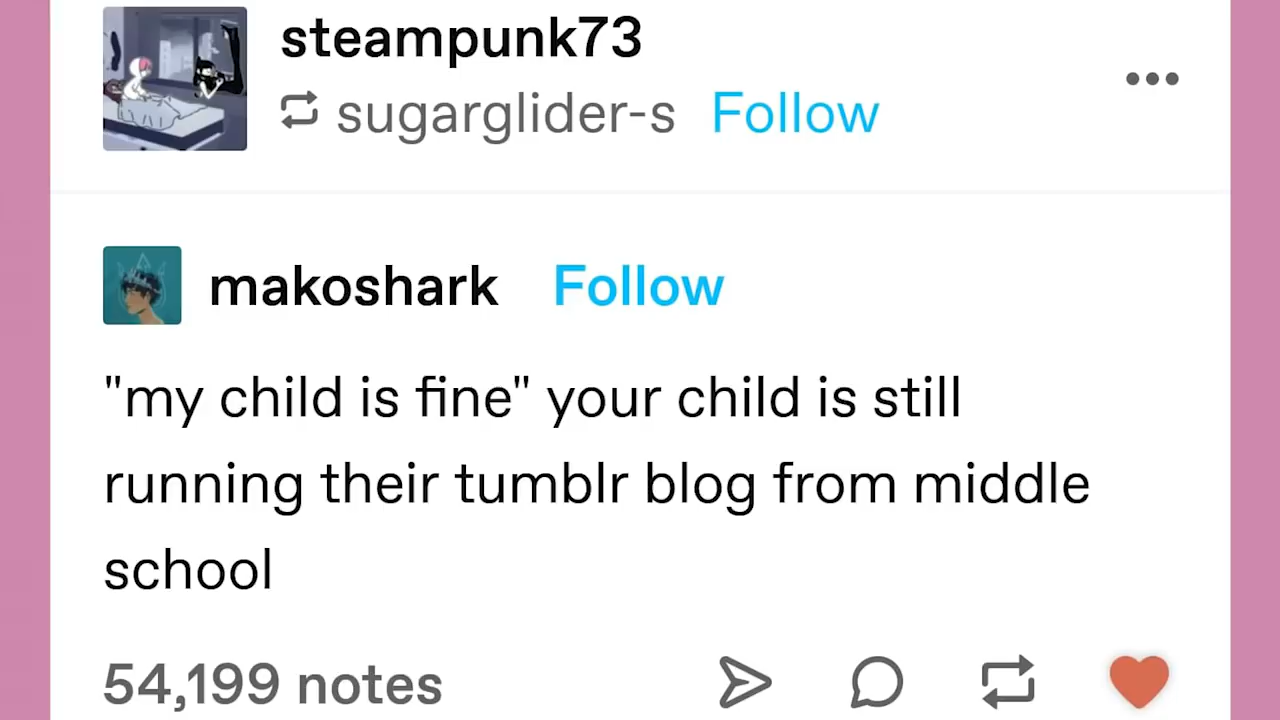 steampunk73
sugarglider-s Follow
makoshark Follow
"my child is fine" your child is still
running their tumblr blog from middle
school
54,199 notes